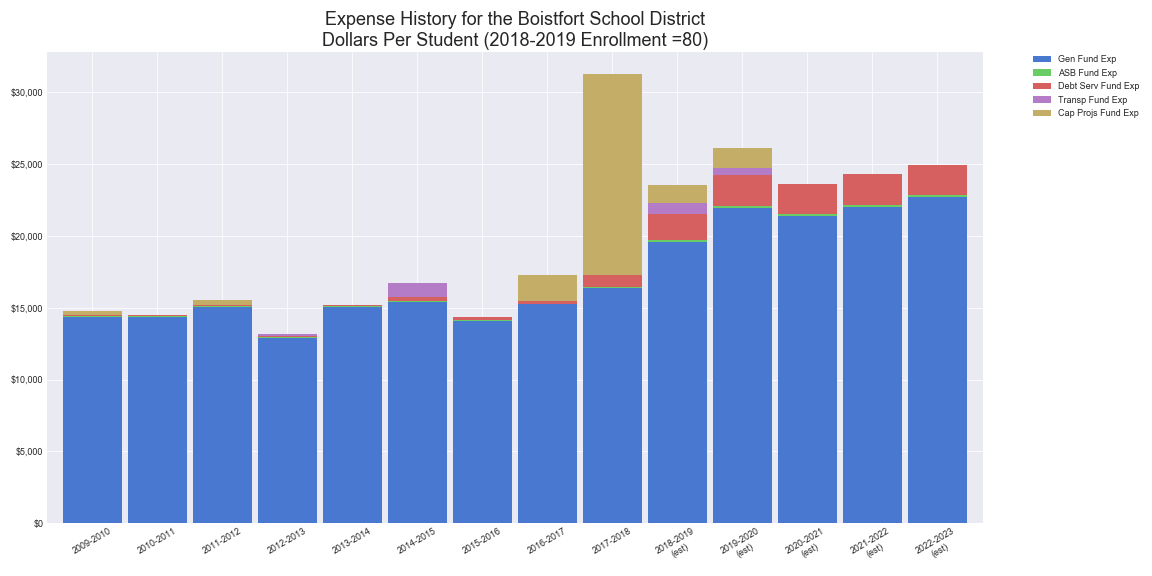 Expense History for the Boistfort School District
Dollars Per Student (2018-2019 Enrollment =80)
Gen Fund Exp
ASB Fund Exp
Debt Serv Fund Exp
Transp Fund Exp
Cap Projs Fund Exp
$30,000
$25,000
$20,000
$15,000
$10,000
$5,000
$0
2009-2010
2010-2011
2011-2012
2012-2013
2013-2014
2014-2015
2015-2016
2016-2017
2017-2018
2018-2019
(est)
2019-2020
(est)
2020-2021
(est)
2021-2022
(est)
2022-2023
(est)